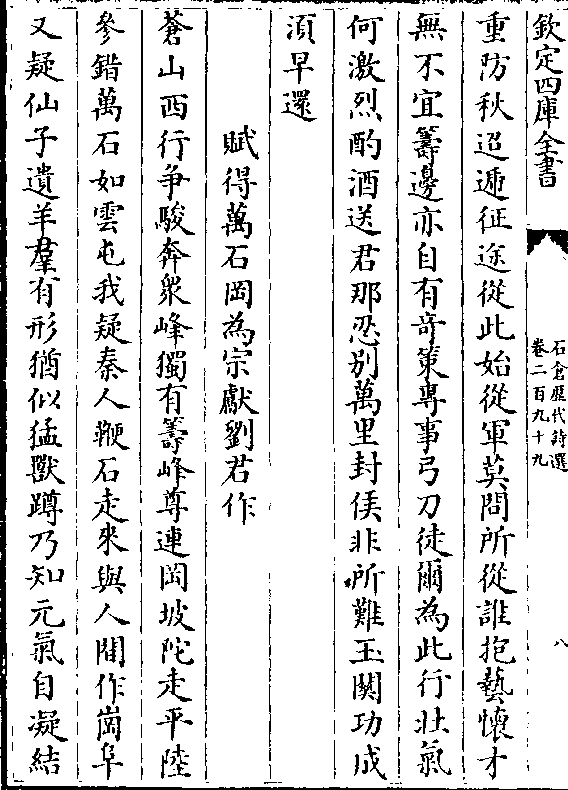 欽定四庫全書
石倉歴代詩選
卷二百九十九
八
重防秋迢遞征途從此始從軍莫問所從誰抱藝懷才
無不宜籌邊亦自有奇策專事弓刀徒爾為此行壯氣
何激烈酌酒送君那忍别萬里封侯非所難玉關功成
須早還
賦得萬石岡為宗獻劉君作
蒼山西行争駿奔衆峰獨有籌峰尊連岡坡陀走平陸
參錯萬石如雲屯我疑秦人鞭石走來與人間作崗阜
又疑仙子遺羊羣有形猶似猛獸蹲乃知元氣自凝結